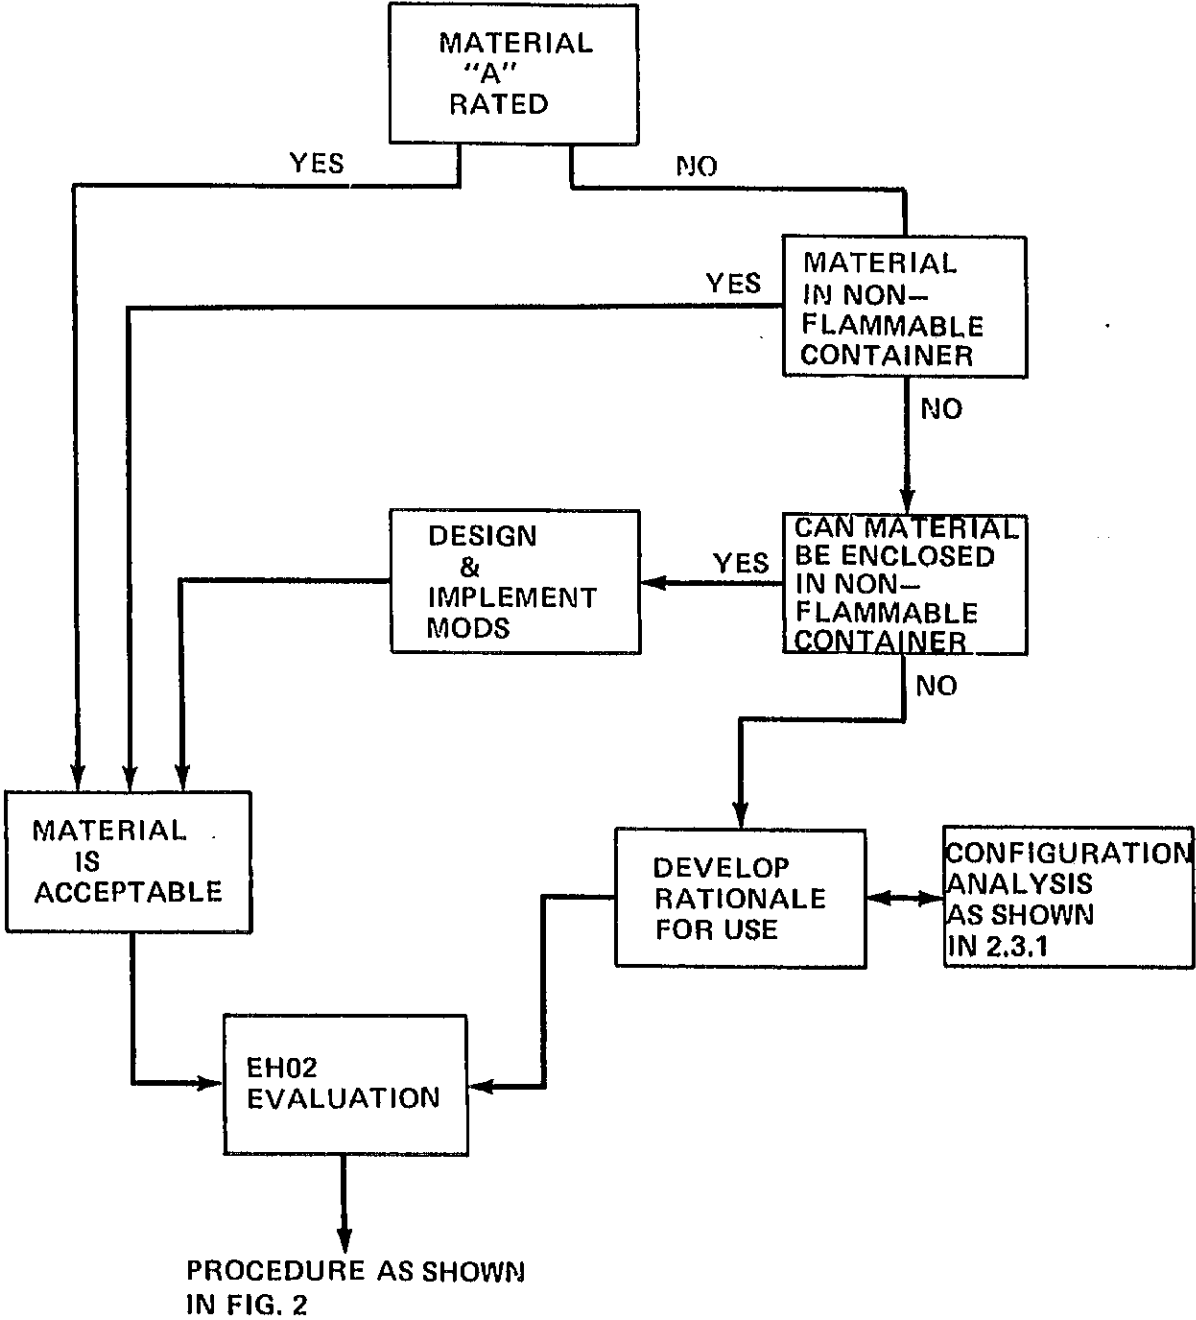 MATERIAL
"A"
RATED
YES
NO
MATERIAL
IN NON–
FLAMMABLE
CONTAINER
YES
NO
DESIGN
&
IMPLEMENT
MODS
YES
CAN MATERIAL
BE ENCLOSED
IN NON–
FLAMMABLE
CONTAINER
NO
MATERIAL
IS
ACCEPTABLE
DEVELOP
RATIONALE
FOR USE
CONFIGURATION
ANALYSIS
AS SHOWN
IN 2.3.1
EH02
EVALUATION
PROCEDURE AS SHOWN
IN FIG. 2